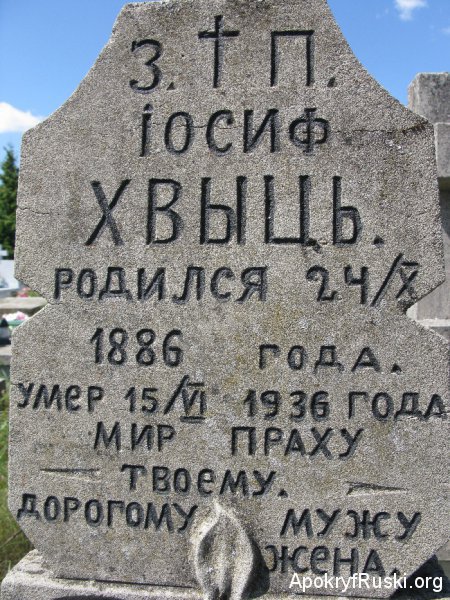 З. † П.
Іосиф
ХВЫЦЬ.
РОДИЛСЯ 24/X
1886 ГОДА.
УМЕР 15/VI 1936 ГОДА
МИР ПРАХУ
ТВОЕМУ.
ДОРОГОМУ МУЖУ
ЖЕНА.
ApokryfRuski.org